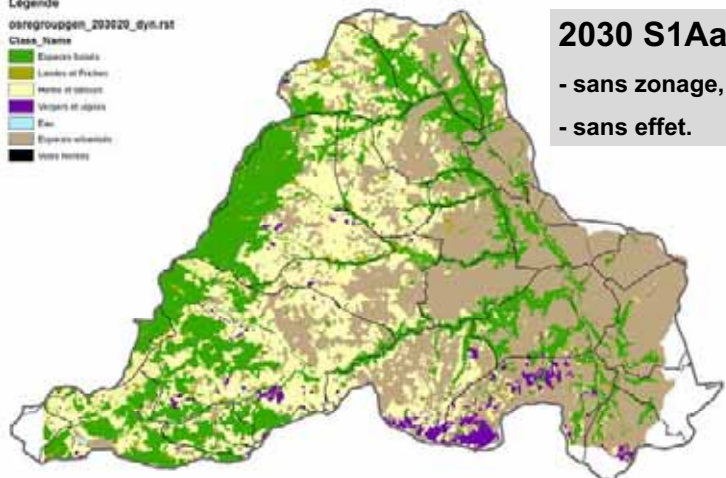 Légende
osregroupgen_203020_dyn.rst
Class_Name
Espaces boisés
Landes et Friches
Herbe et labours
Vergers et vignes
Eau
Espaces urbanisés
Voies ferrées
2030 S1Aa
- sans zonage,
- sans effet.